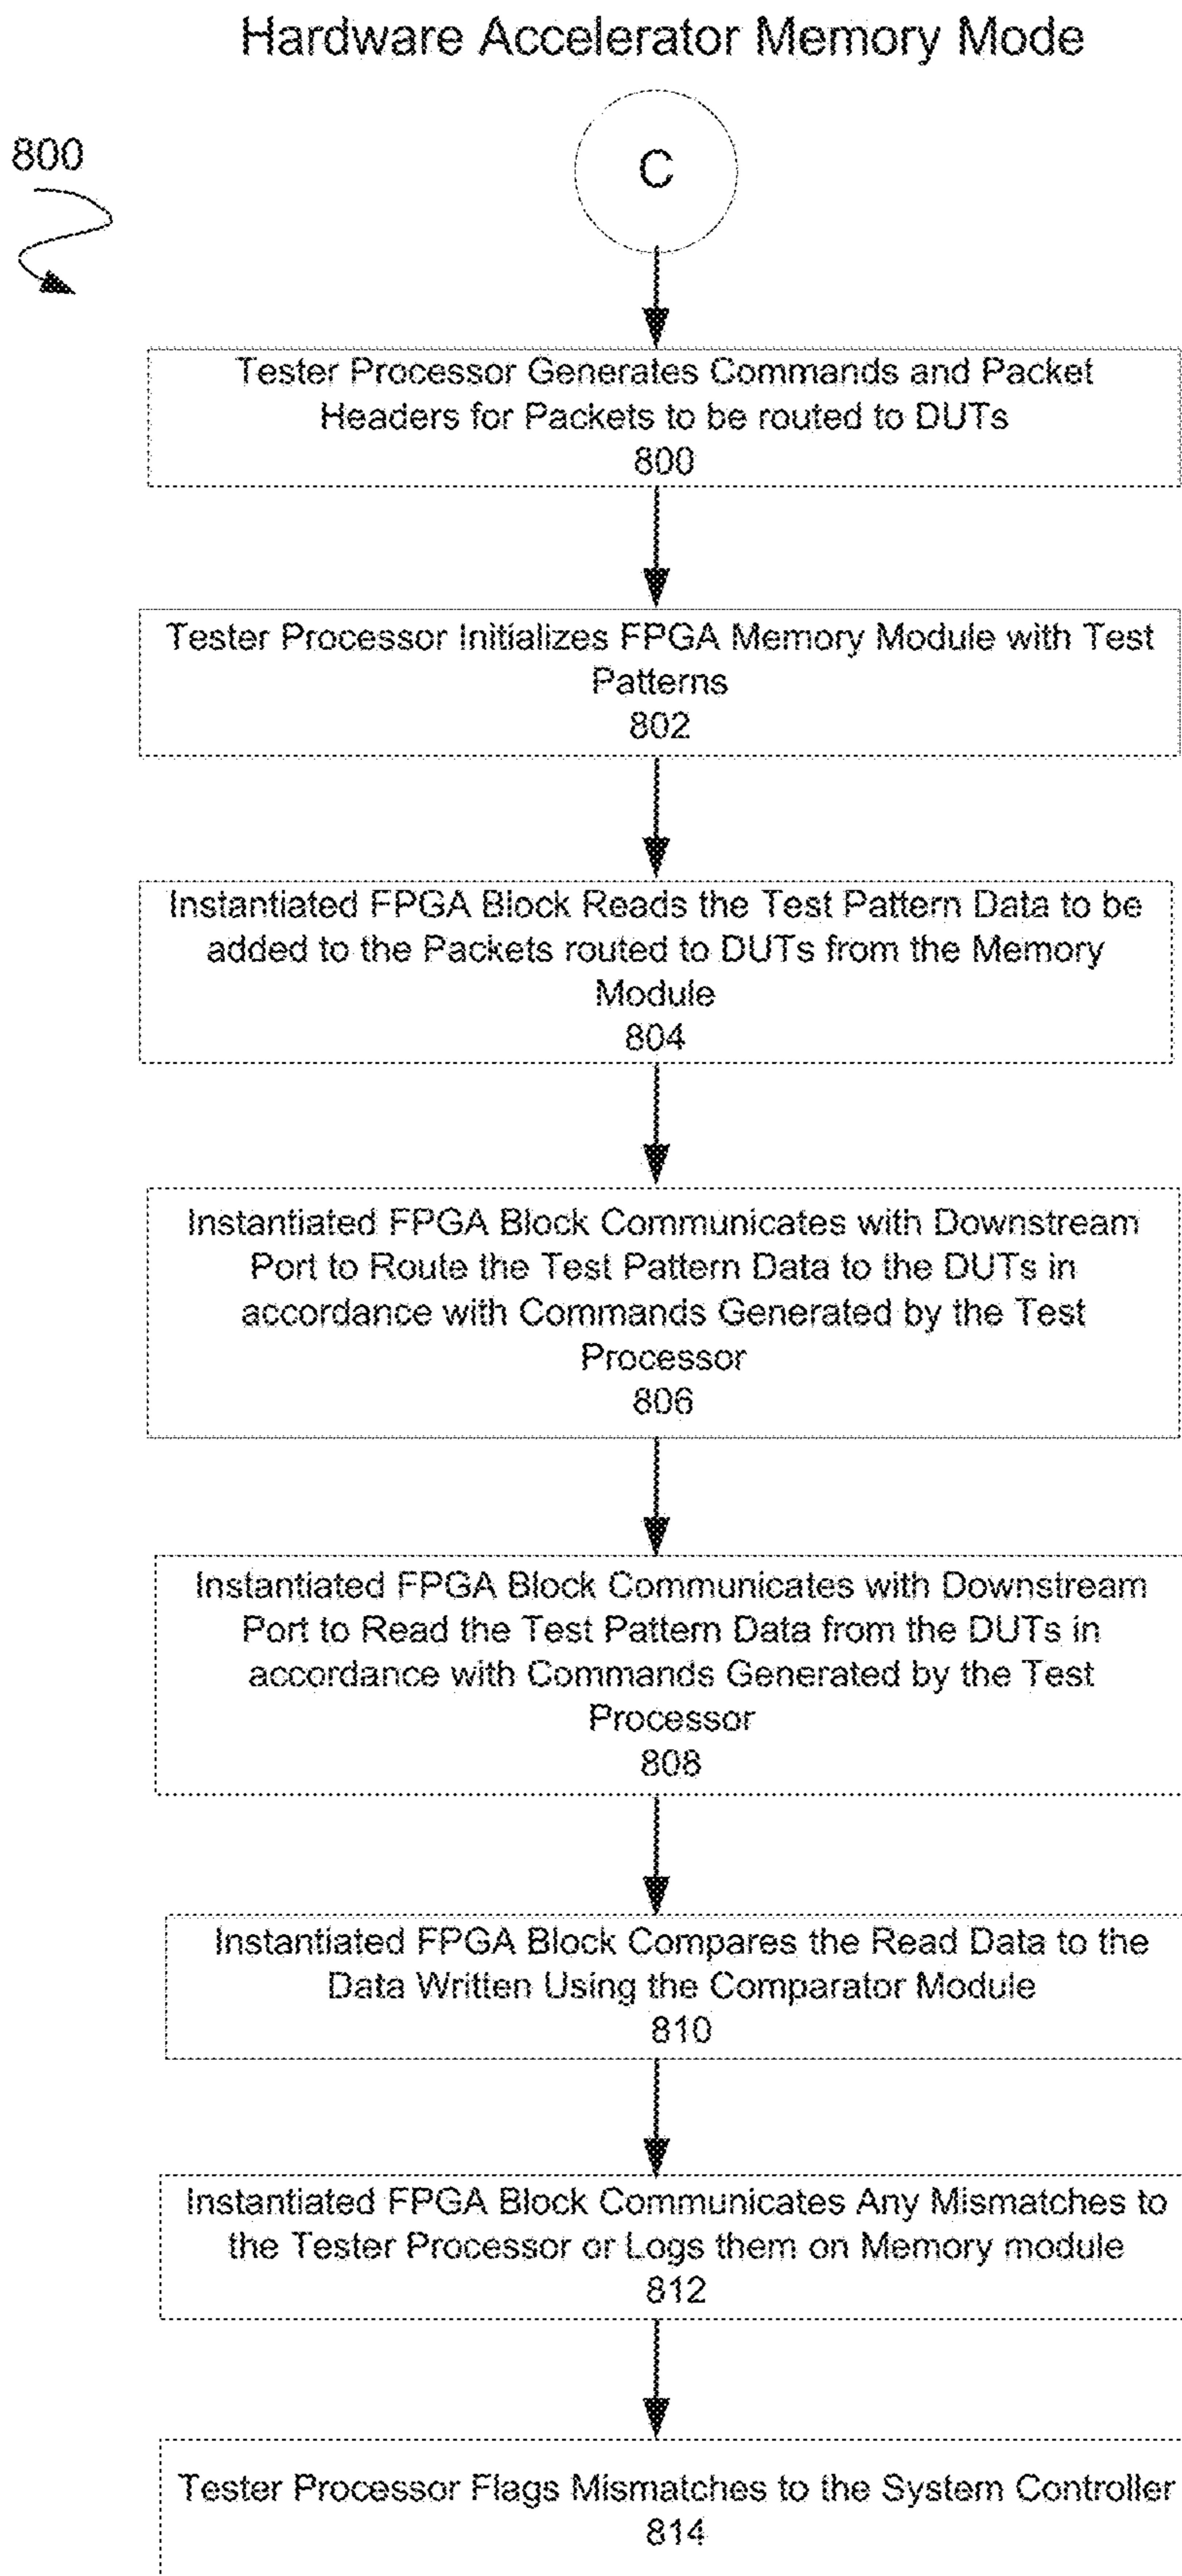 Hardware Accelerator Memory Mode
800
C
Tester Processor Generates Commands and Packet
Headers for Packets to be routed to DUTs
800
Tester Processor Initializes FPGA Memory Module with Test
Patterns
802
Instantiated FPGA Block Reads the Test Pattern Data to be
added to the Packets routed to DUTs from the Memory
Module
804
Instantiated FPGA Block Communicates with Downstream
Port to Route the Test Pattern Data to the DUTs in
accordance with Commands Generated by the Test
Processor
806
Instantiated FPGA Block Communicates with Downstream
Port to Read the Test Pattern Data from the DUTs in
accordance with Commands Generated by the Test
Processor
808
Instantiated FPGA Block Compares the Read Data to the
Data Written Using the Comparator Module
810
Instantiated FPGA Block Communicates Any Mismatches to
the Tester Processor or Logs them on Memory module
812
Tester Processor Flags Mismatches to the System Controller
814